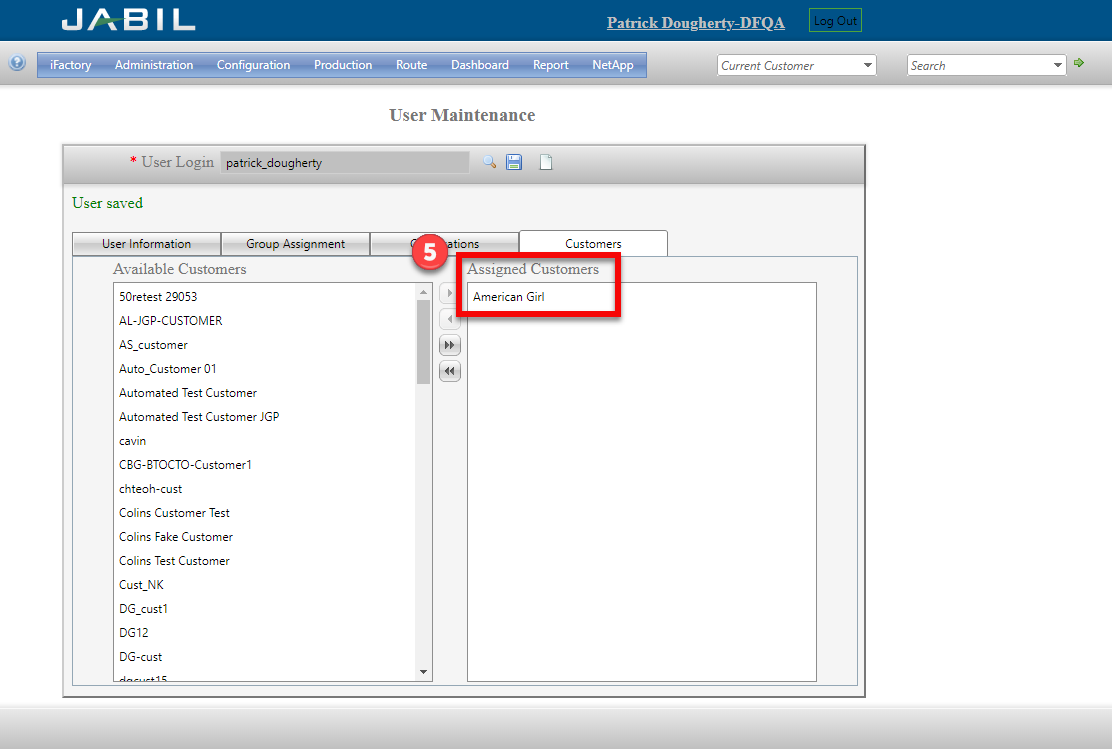 JABIL
Patrick Dougherty-DFQA
Log Out
iFactory Administration Configuration Production Route Dashboard Report NetApp
Current Customer
Search
User Maintenance
* User Login patrick_dougherty
User saved
User Information
Group Assignment
Customers
5
Available Customers
Assigned Customers
50retest 29053
AL-JGP-CUSTOMER
AS_customer
Auto_Customer 01
Automated Test Customer
Automated Test Customer JGP
cavin
CBG-BTOCTO-Customer1
chteoh-cust
Colins Customer Test
Colins Fake Customer
Colins Test Customer
Cust_NK
DG_cust1
DG12
DG-cust
dgcust15
American Girl